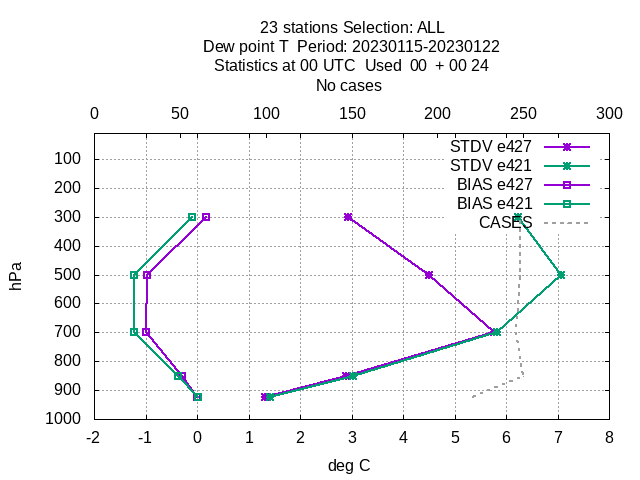 23 stations Selection: ALL
Dew point T  Period: 20230115-20230122
Statistics at 00 UTC  Used  00  + 00 24
No cases
0 50 100 150 200 250 300
STDV e427
STDV e421
BIAS e427
BIAS e421
CASES
100
200
300
400
500
600
700
800
900
1000
hPa
-2 -1 0 1 2 3 4 5 6 7 8
deg C